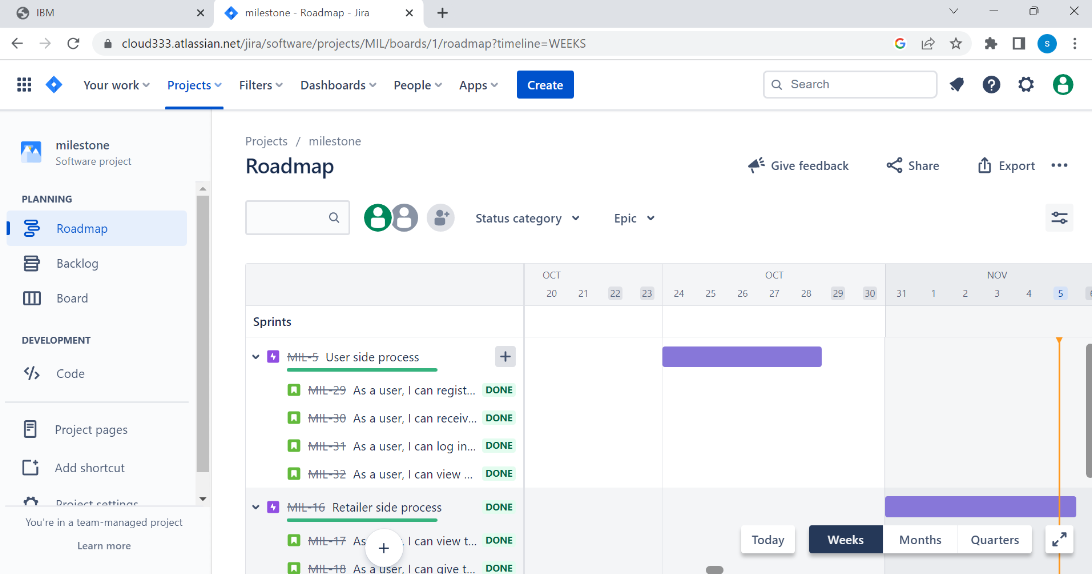 IBM
milestone - Roadmap - Jira
cloud333.atlassian.net/jira/software/projects/MIL/boards/1/roadmap?timeline=WEEKS
S
Your work Projects Filters Dashboards People Apps Create Search
milestone
Software project
PLANNING
Roadmap
Backlog
Board
DEVELOPMENT
Code
Project pages
Add shortcut
Project settings
You're in a team-managed project
Learn more
Projects / milestone
Roadmap
Give feedback Share Export
Status category Epic
OCT OCT NOV
20 21 22 23 24 25 26 27 28 29 30 31 1 2 3 4 5
Sprints
MIL-5 User side process
MIL-29 As a user, I can regist... DONE
MIL-30 As a user, I can receiv... DONE
MIL-31 As a user, I can log in... DONE
MIL-32 As a user, I can view ... DONE
MIL-16 Retailer side process DONE
MIL-17 As I can view t... DONE
MIL-18 As a user, I can give t... DONE
Today Weeks Months Quarters